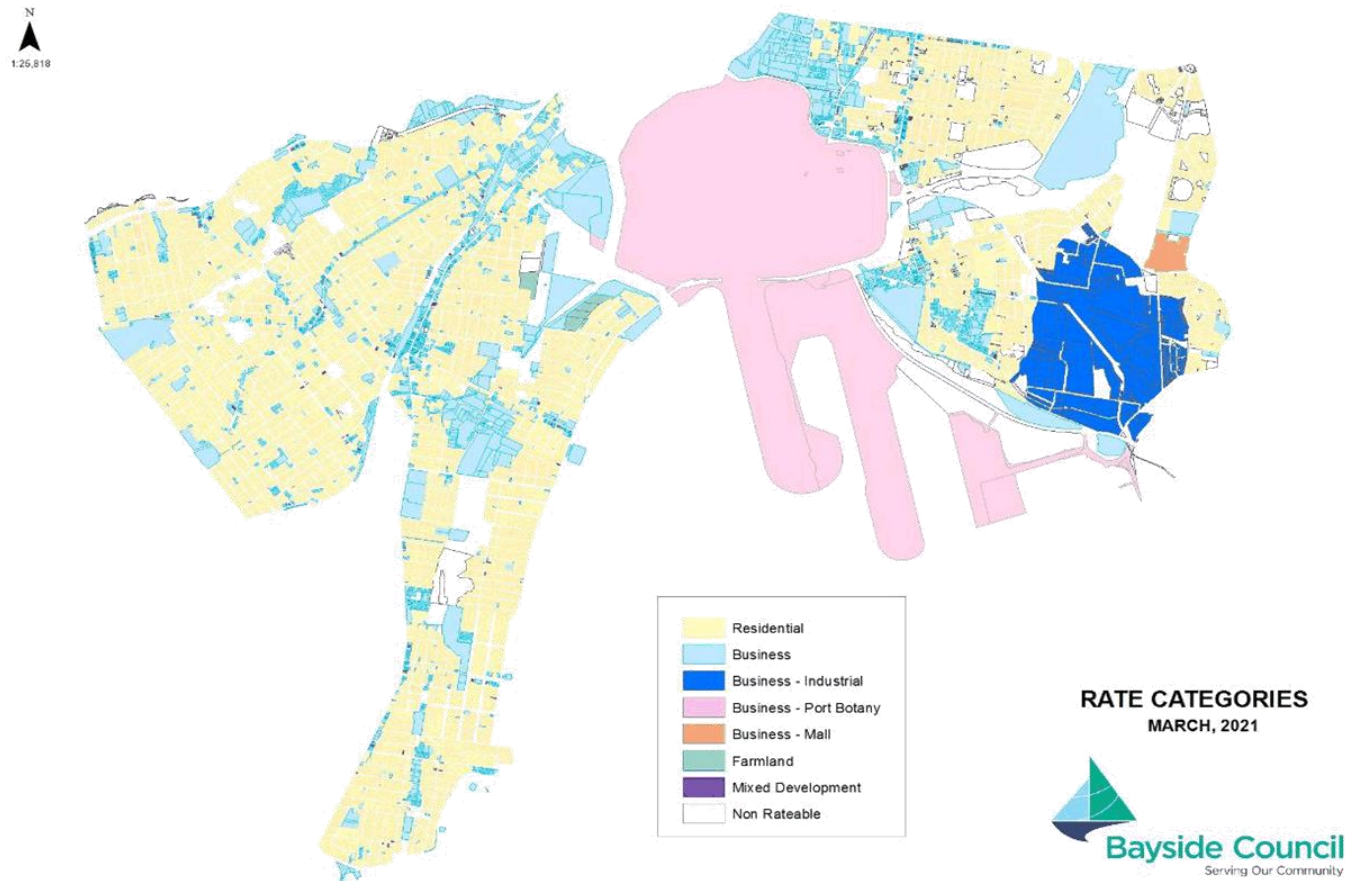 N
1:25,818
Residential
Business
Business - Industrial
Business - Port Botany
Business - Mall
Farmland
Mixed Development
Non Rateable
RATE CATEGORIES
MARCH, 2021
Bayside Council
Serving Our Community